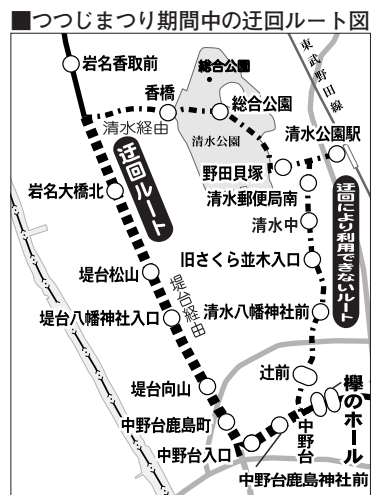 ■つつじまつり期間中の迂回ルート図
岩名香取前
総合公園
東武野田線
香橋
総合公園
清水経由
清水公園
清水公園駅
迂回ルート
野田貝塚
岩名大橋北
清水郵便局南
清水中
迂回により利用できないルート
旧さくら並木入口
堤台松山
堤台経由
堤台八幡神社入口
清水八幡神社前
辻前
堤台向山
欅のホール
中野台鹿島町
中野台
中野台入口
中野台鹿島神社前